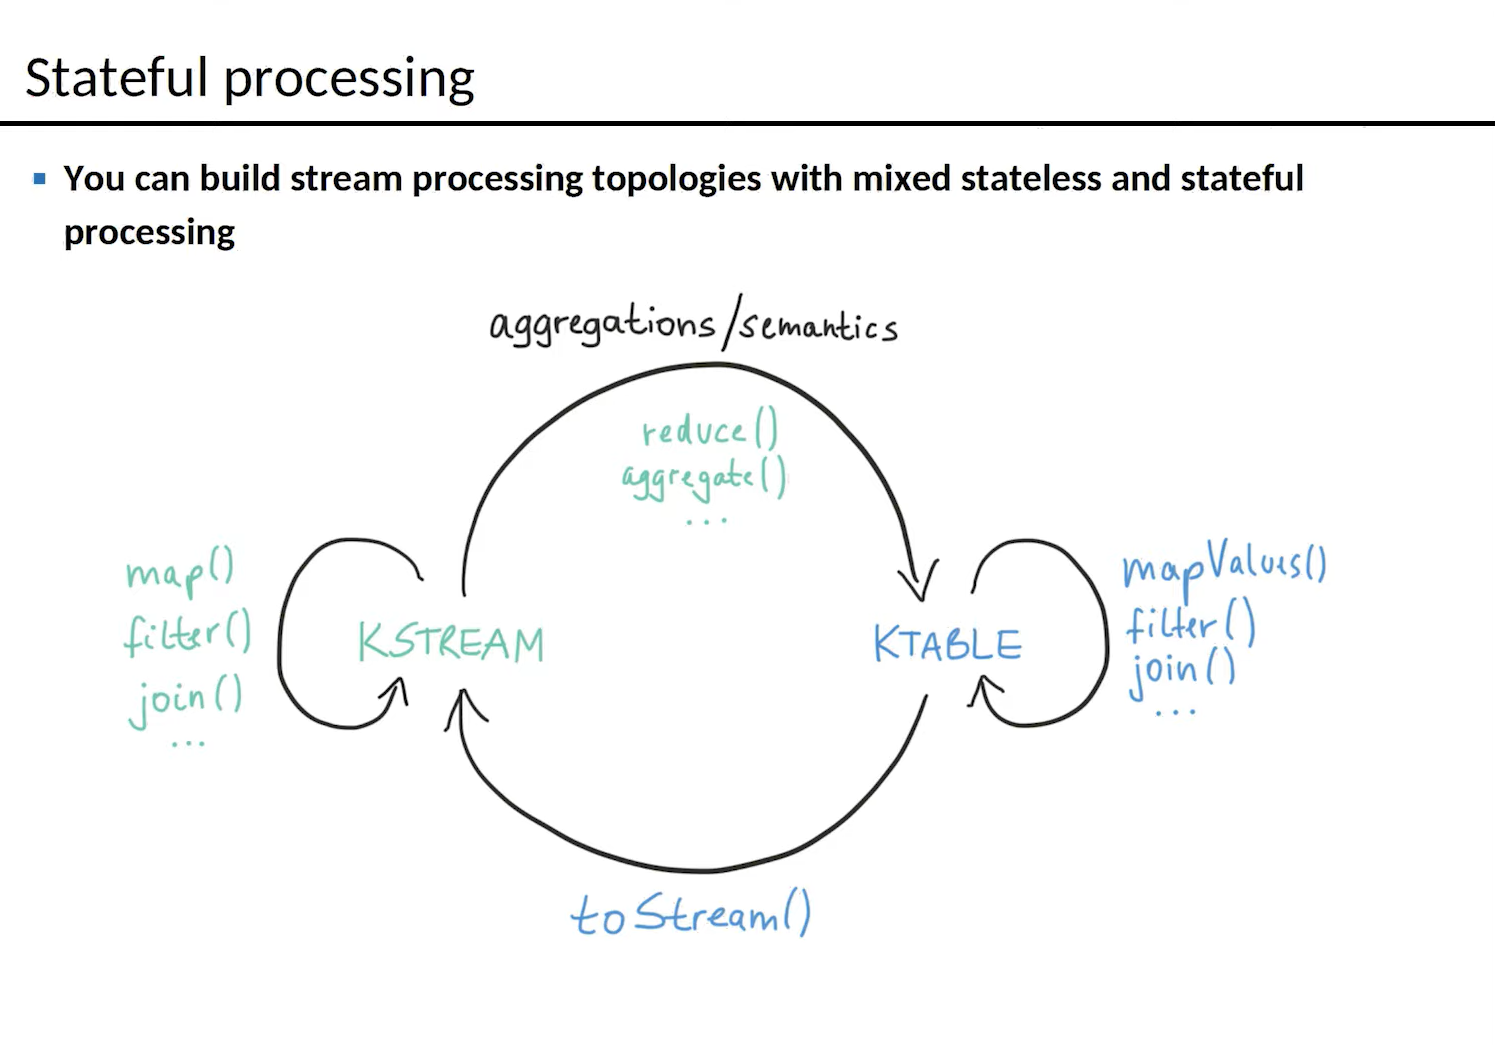 Stateful processing
You can build stream processing topologies with mixed stateless and stateful
processing
aggregations/semantics
reduce()
aggregate()
...
map()
filter()
join()
...
KSTREAM
KTABLE
mapValues()
filter()
join()
...
toStream()